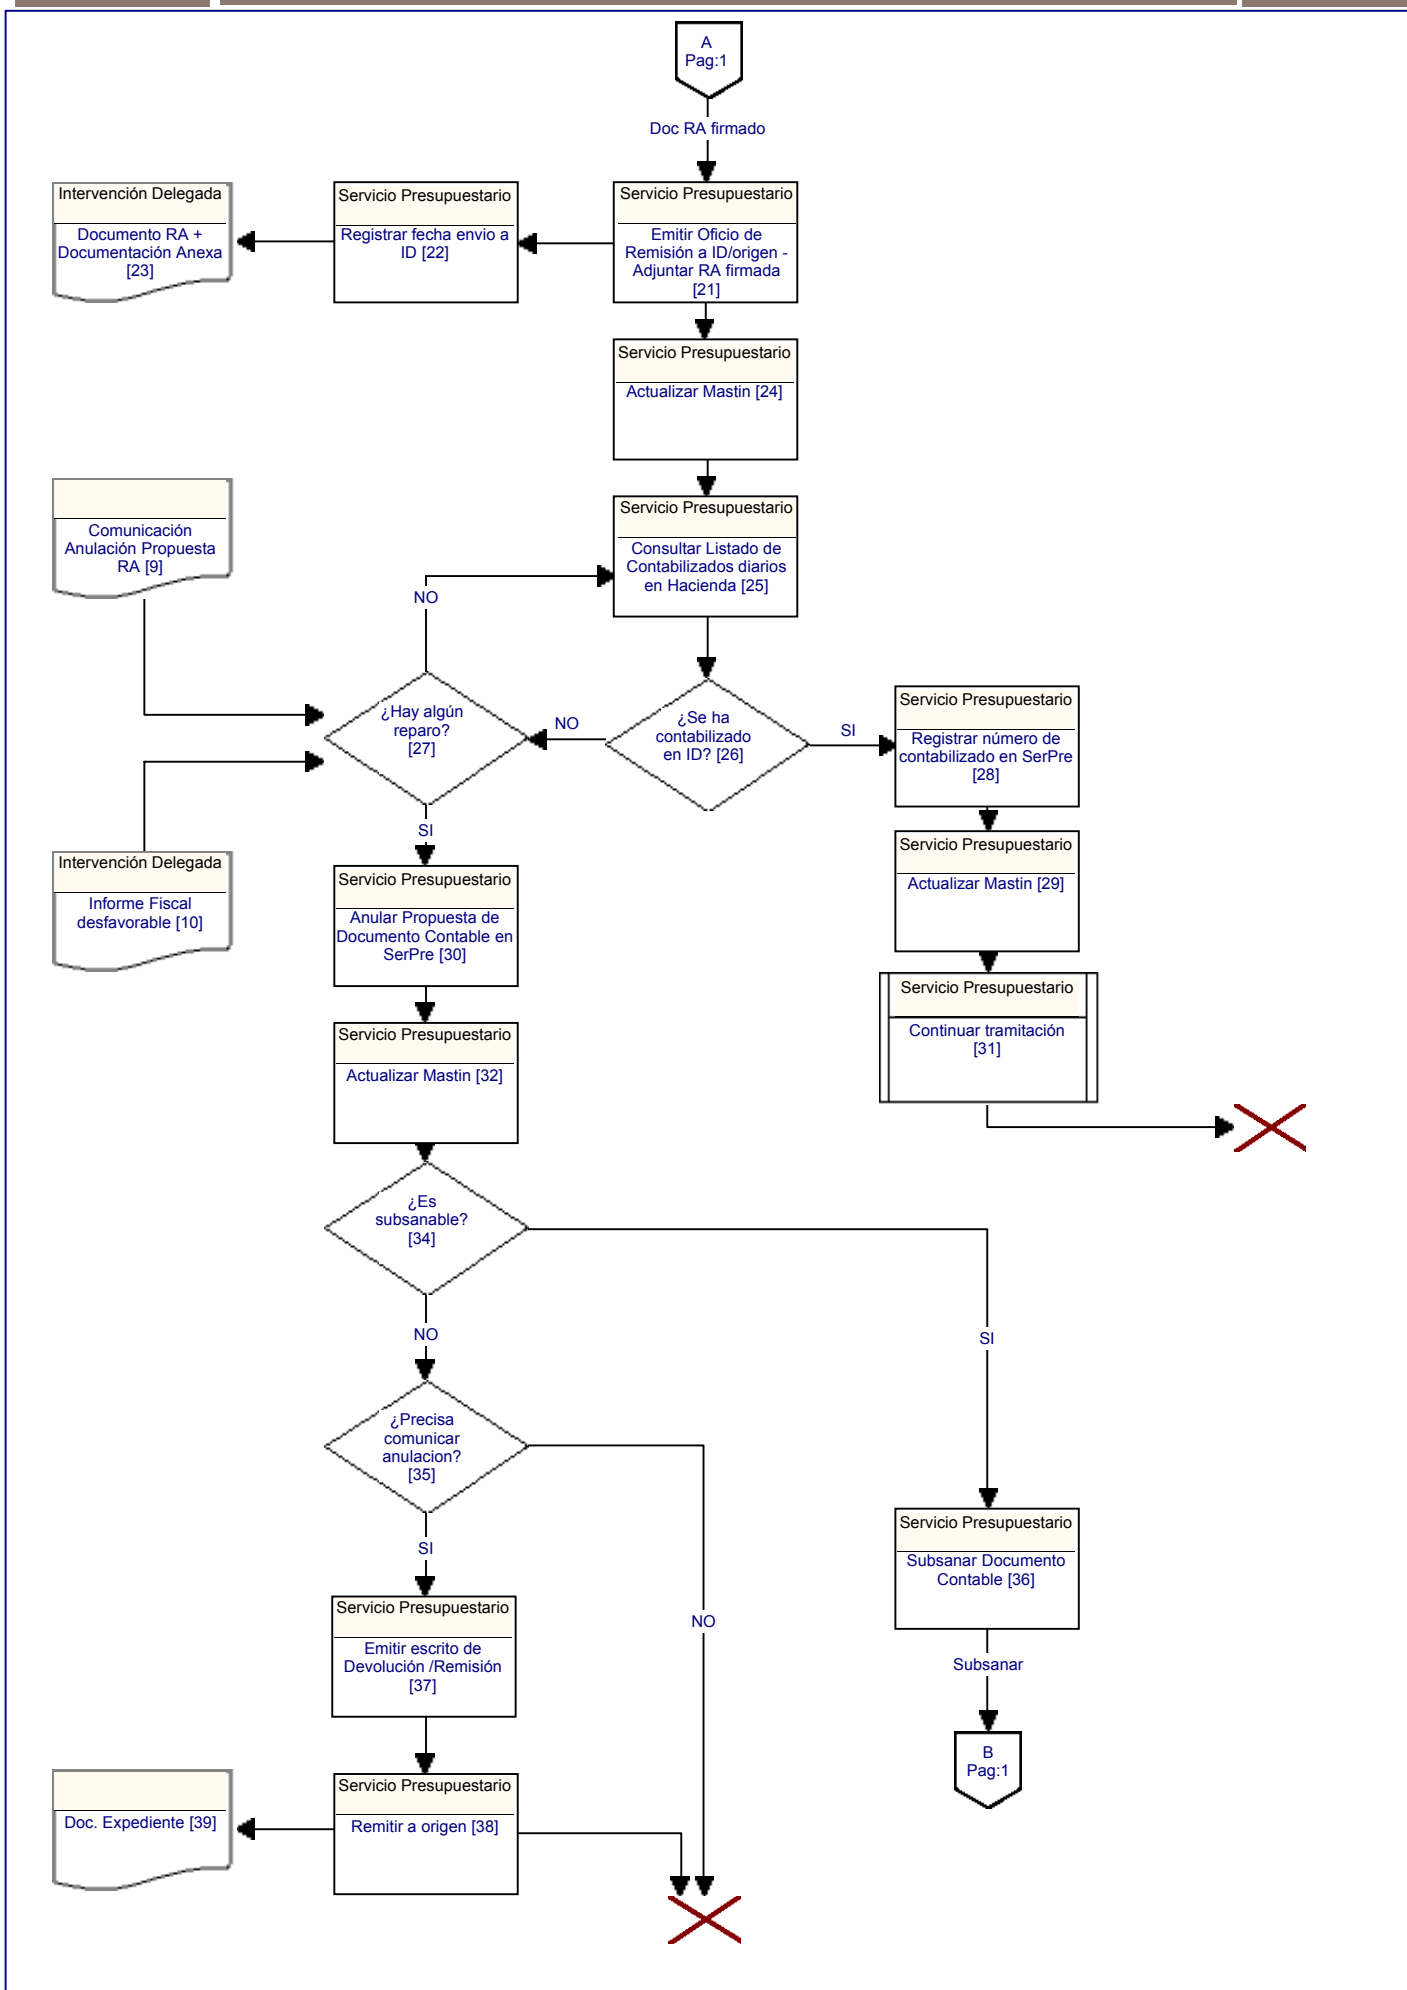 A
Pag:1
Doc RA firmado
Intervención Delegada
Documento RA +
Documentación Anexa
[23]
Servicio Presupuestario
Registrar fecha envio a
ID [22]
Servicio Presupuestario
Emitir Oficio de
Remisión a ID/origen -
Adjuntar RA firmada
[21]
Servicio Presupuestario
Actualizar Mastin [24]
Comunicación
Anulación Propuesta
RA [9]
Servicio Presupuestario
Consultar Listado de
Contabilizados diarios
en Hacienda [25]
NO
¿Hay algún
reparo?
[27]
NO
¿Se ha
contabilizado
en ID? [26]
SI
Servicio Presupuestario
Registrar número de
contabilizado en SerPre
[28]
SI
Intervención Delegada
Informe Fiscal
desfavorable [10]
Servicio Presupuestario
Anular Propuesta de
Documento Contable en
SerPre [30]
Servicio Presupuestario
Actualizar Mastin [29]
Servicio Presupuestario
Continuar tramitación
[31]
Servicio Presupuestario
Actualizar Mastin [32]
¿Es
subsanable?
[34]
NO
SI
¿Precisa
comunicar
anulacion?
[35]
SI
NO
Servicio Presupuestario
Subsanar Documento
Contable [36]
Subsanar
B
Pag:1
Servicio Presupuestario
Emitir escrito de
Devolución /Remisión
[37]
Servicio Presupuestario
Remitir a origen [38]
Doc. Expediente [39]